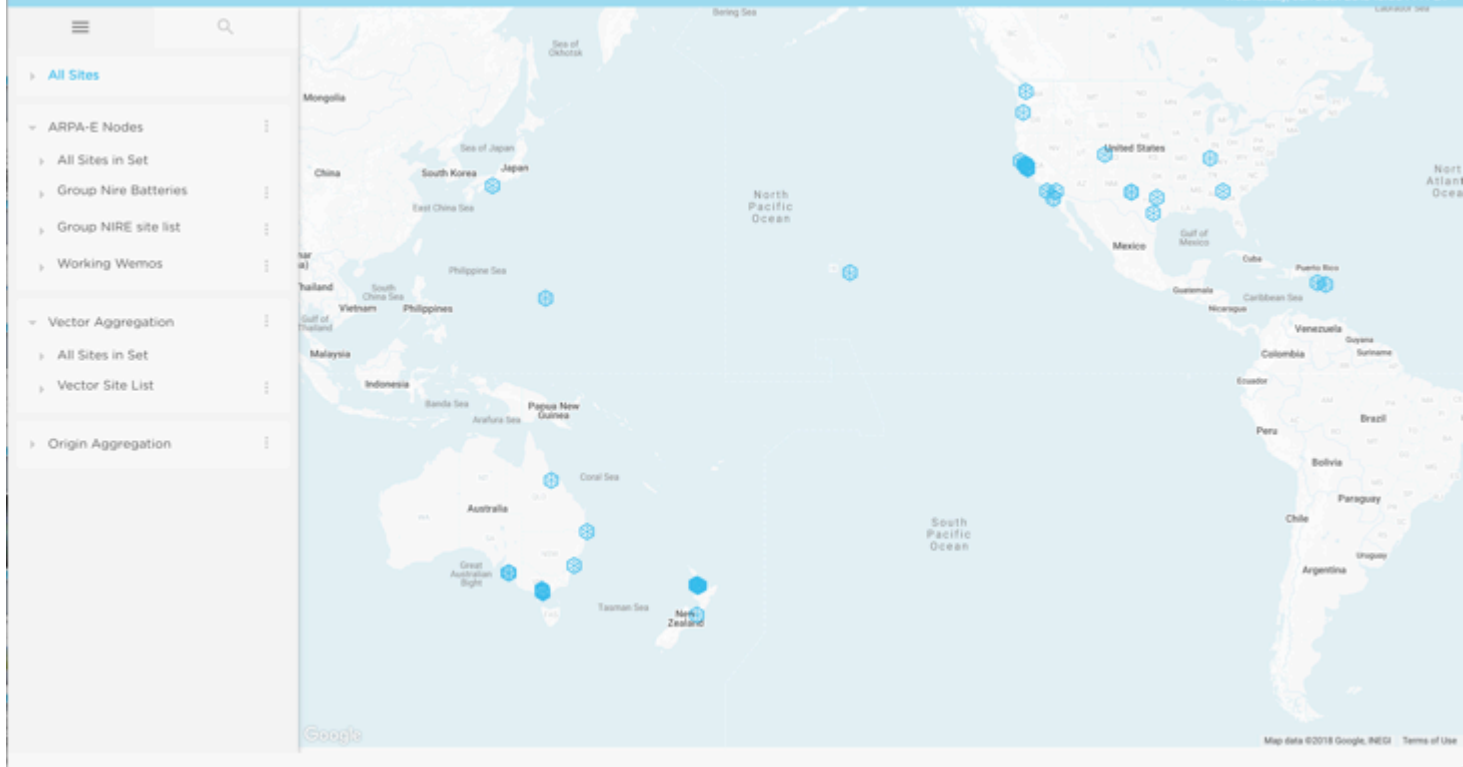 All Sites
ARPA-E Nodes
All Sites in Set
Group Nire Batteries
Group NIRE site list
Working Wemos
Vector Aggregation
All Sites in Set
Vector Site List
Origin Aggregation
Bering Sea
Labrador Sea
Sea of
Okhotsk
Mongolia
Sea of Japan
United States
China
South Korea
Japan
North
Pacific
Ocean
East China Sea
Gulf of
Mexico
Mexico
Cuba
Puerto Rico
Philippine Sea
South
China Sea
Guatemala
Caribbean Sea
Vietnam
Philippines
Nicaragua
Gulf of
Thailand
Venezuela
Guyana
Malaysia
Colombia
Suriname
Indonesia
Ecuador
Banda Sea
Papua New
Guinea
Arafura Sea
Brazil
Peru
Bolivia
Coral Sea
Paraguay
Australia
Chile
South
Pacific
Ocean
Uruguay
Great
Australian
Bight
Argentina
Tasman Sea
New
Zealand
Google
Map data ©2018 Google, INEGI
Terms of Use